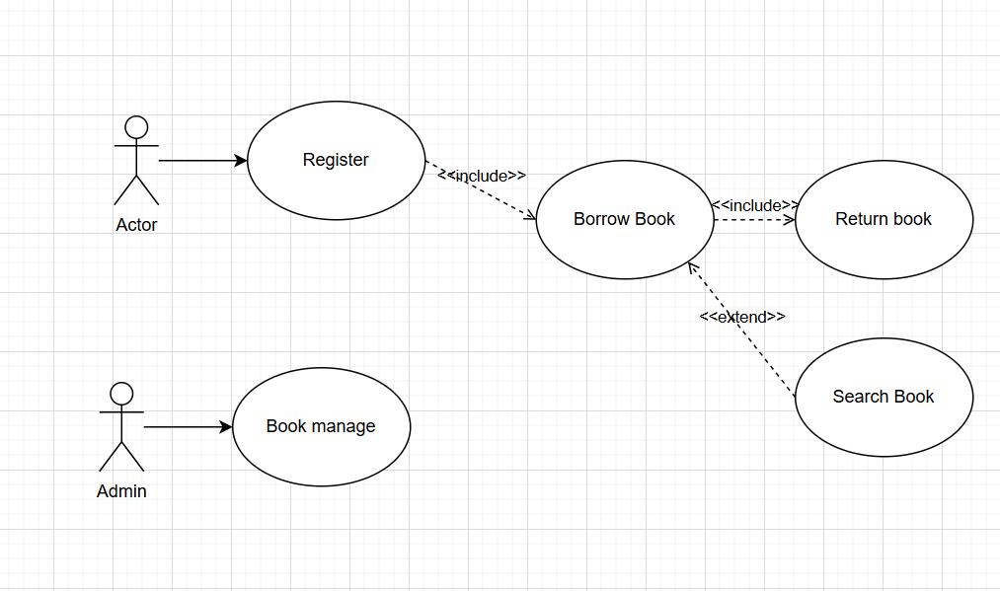 Register
<<include>>
Actor
Borrow Book
<<include>>
Return book
<<extend>>
Search Book
Book manage
Admin